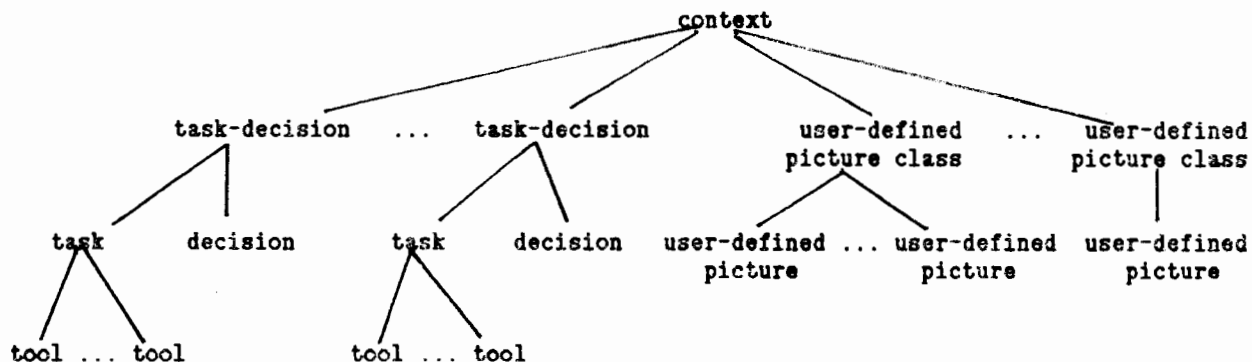 context
task-decision ... task-decision user-defined ... user-defined
picture class picture class
task decision task decision user-defined ... user-defined user-defined
picture picture picture
tool ... tool tool ... tool